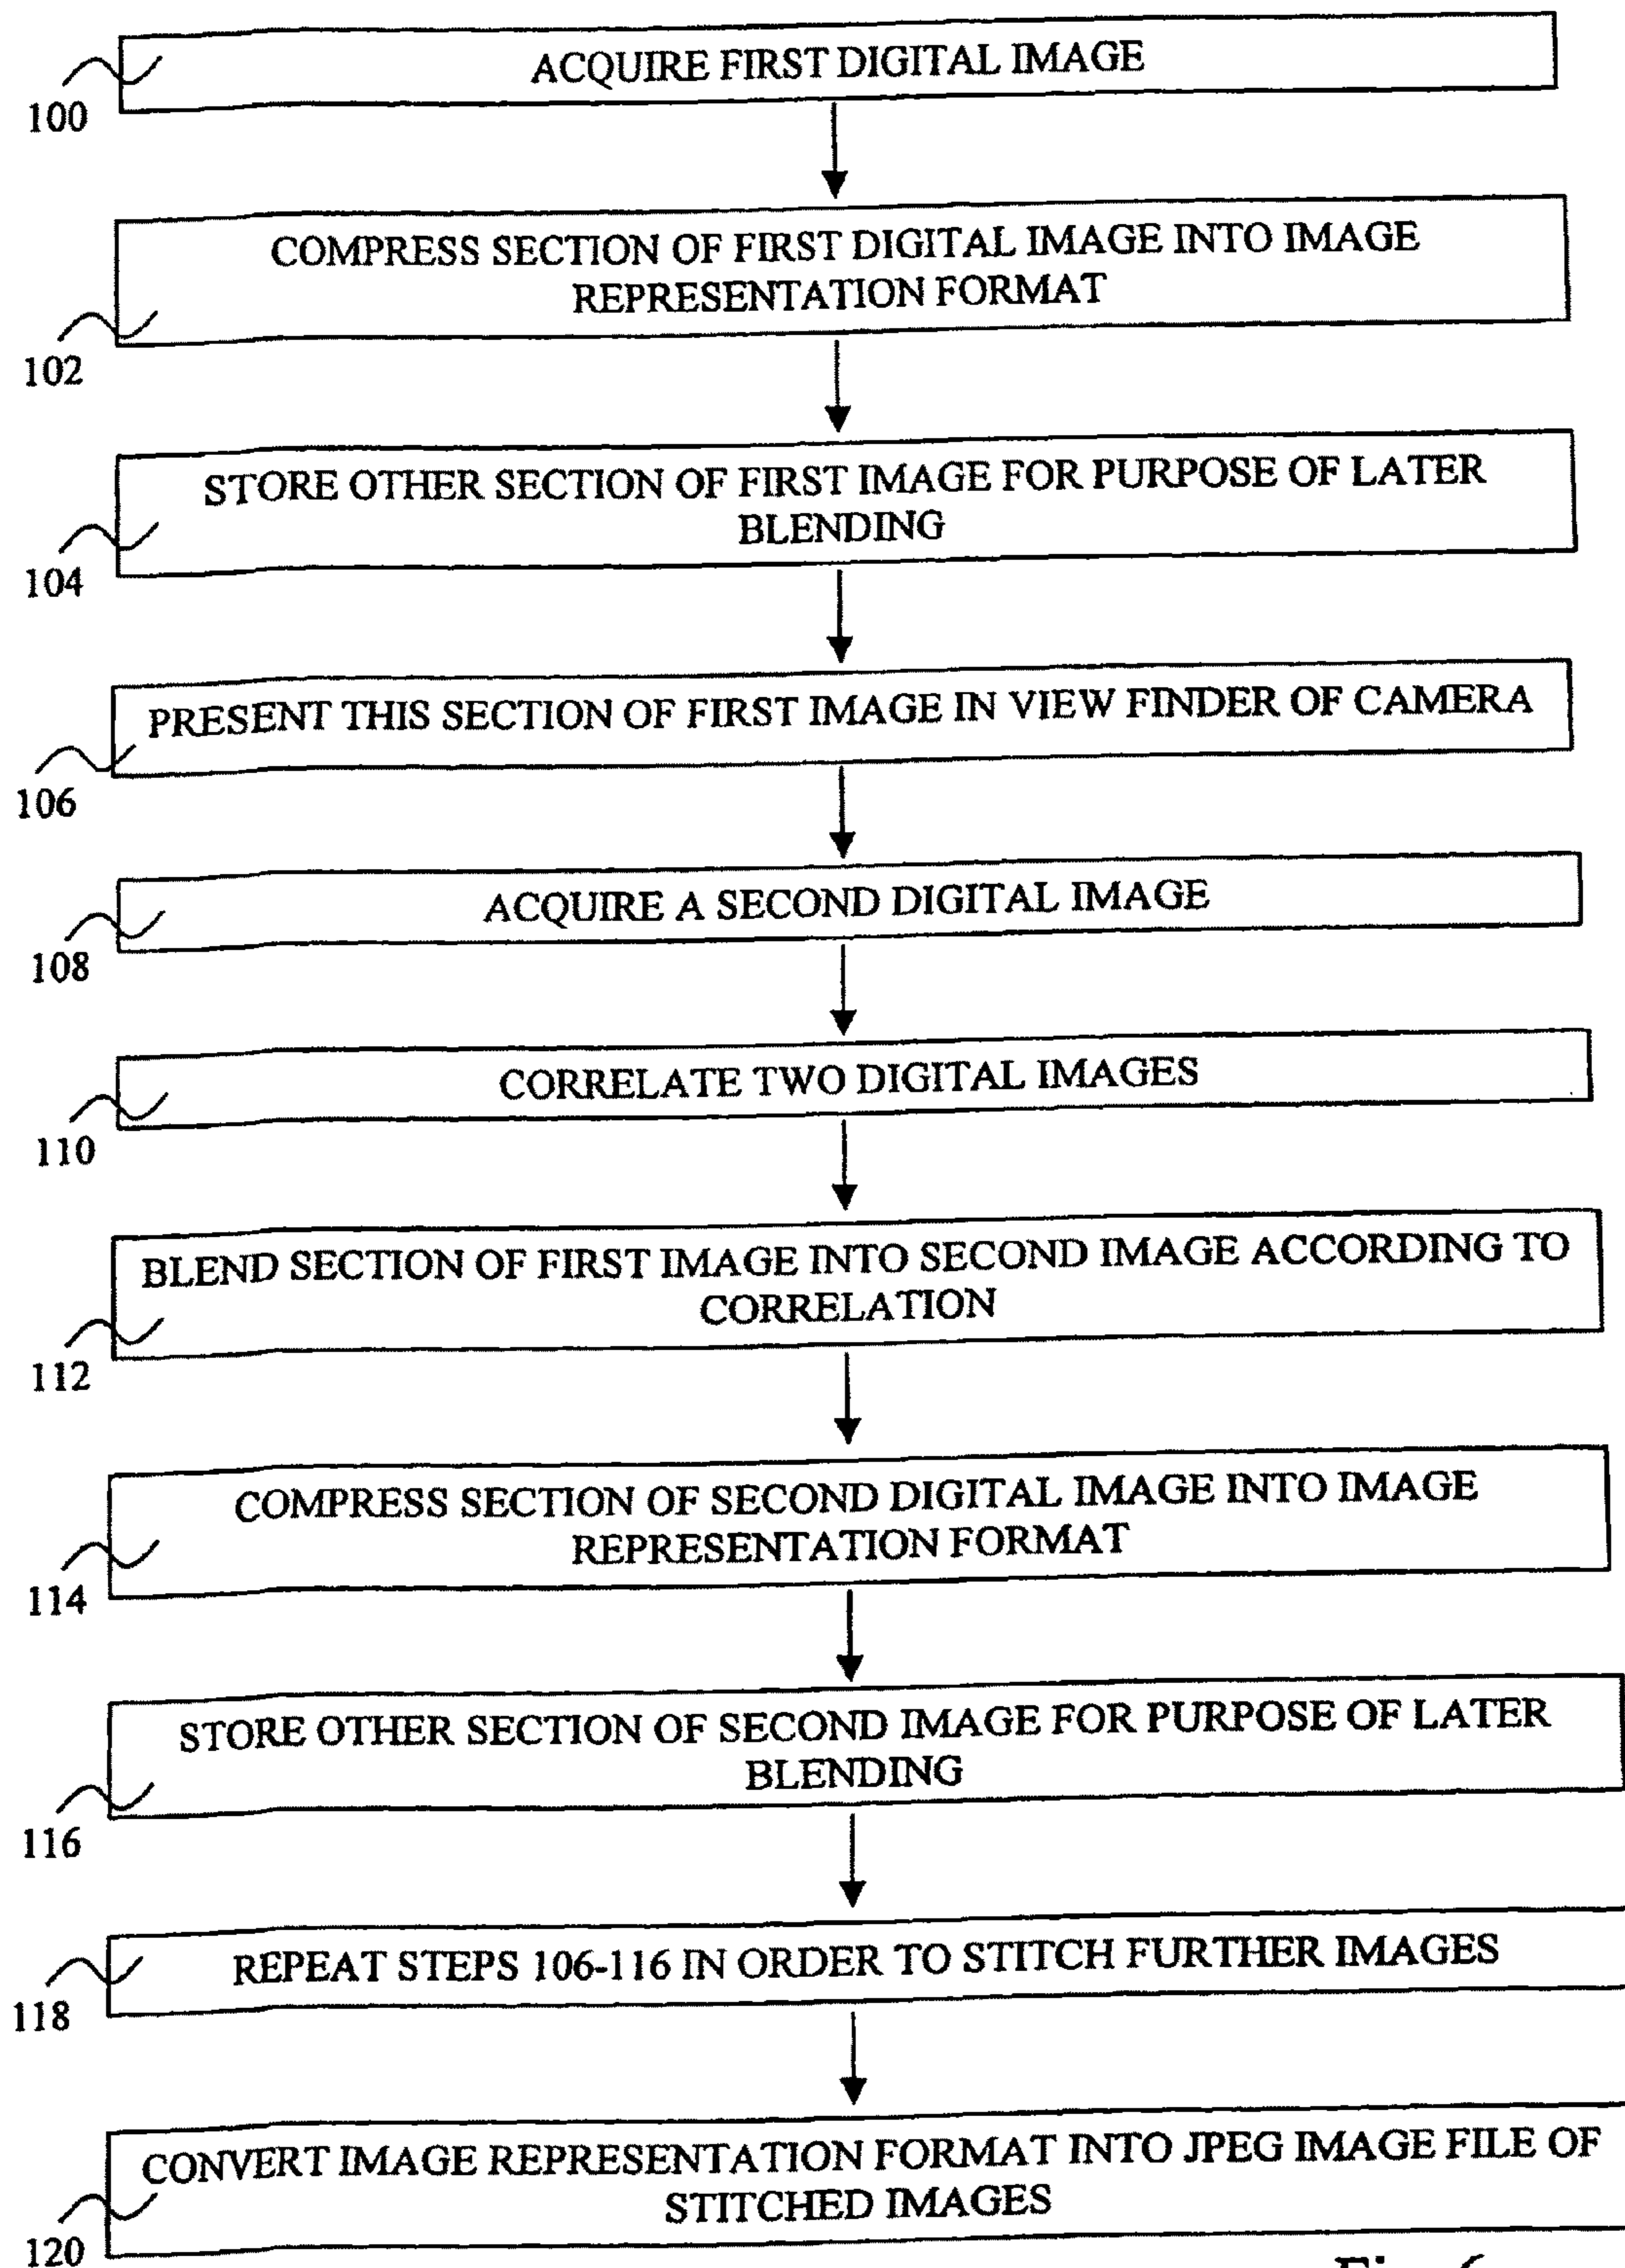 ACQUIRE FIRST DIGITAL IMAGE
100
COMPRESS SECTION OF FIRST DIGITAL IMAGE INTO IMAGE
REPRESENTATION FORMAT
102
STORE OTHER SECTION OF FIRST IMAGE FOR PURPOSE OF LATER
BLENDING
104
PRESENT THIS SECTION OF FIRST IMAGE IN VIEW FINDER OF CAMERA
106
ACQUIRE A SECOND DIGITAL IMAGE
108
CORRELATE TWO DIGITAL IMAGES
110
BLEND SECTION OF FIRST IMAGE INTO SECOND IMAGE ACCORDING TO
CORRELATION
112
COMPRESS SECTION OF SECOND DIGITAL IMAGE INTO IMAGE
REPRESENTATION FORMAT
114
STORE OTHER SECTION OF SECOND IMAGE FOR PURPOSE OF LATER
BLENDING
116
REPEAT STEPS 106-116 IN ORDER TO STITCH FURTHER IMAGES
118
CONVERT IMAGE REPRESENTATION FORMAT INTO JPEG IMAGE FILE OF
STITCHED IMAGES
120